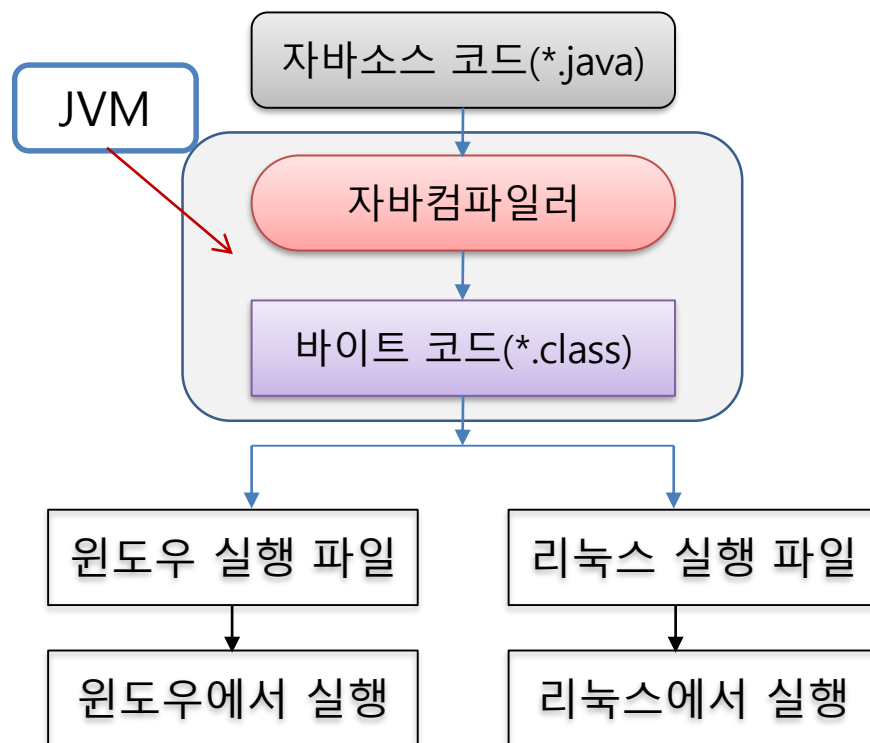 자바소스 코드(*.java)
JVM
자바컴파일러
바이트 코드(*.class)
윈도우 실행 파일
리눅스 실행 파일
윈도우에서 실행
리눅스에서 실행